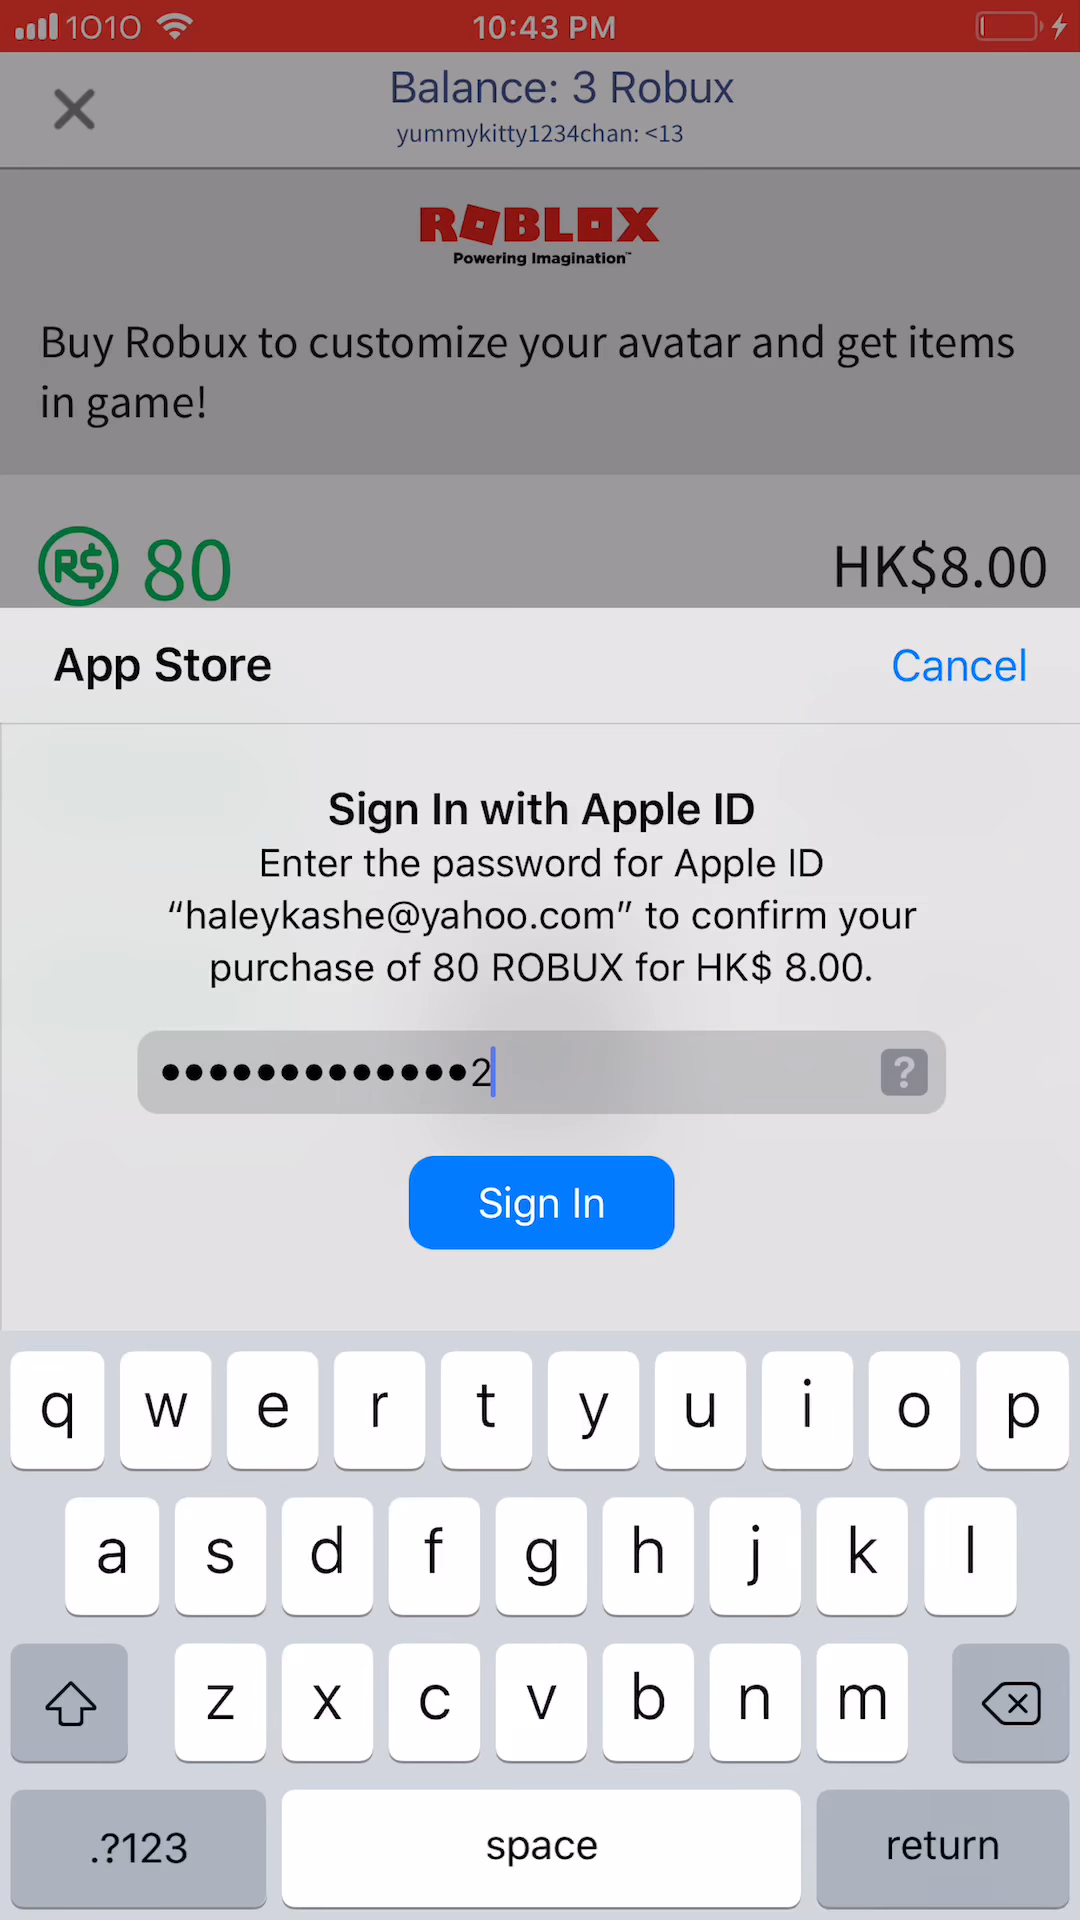 1O1O 10:43 PM
Balance: 3 Robux
yummykitty1234chan: <13
ROBLOX
Powering Imagination™
Buy Robux to customize your avatar and get items
in game!
R$ 80 HK$8.00
App Store Cancel
Sign In with Apple ID
Enter the password for Apple ID
“haleykashe@yahoo.com” to confirm your
purchase of 80 ROBUX for HK$ 8.00.
•••••••••••••2 ?
Sign In
q w e r t y u i o p
a s d f g h j k l
z x c v b n m
.?123 space return